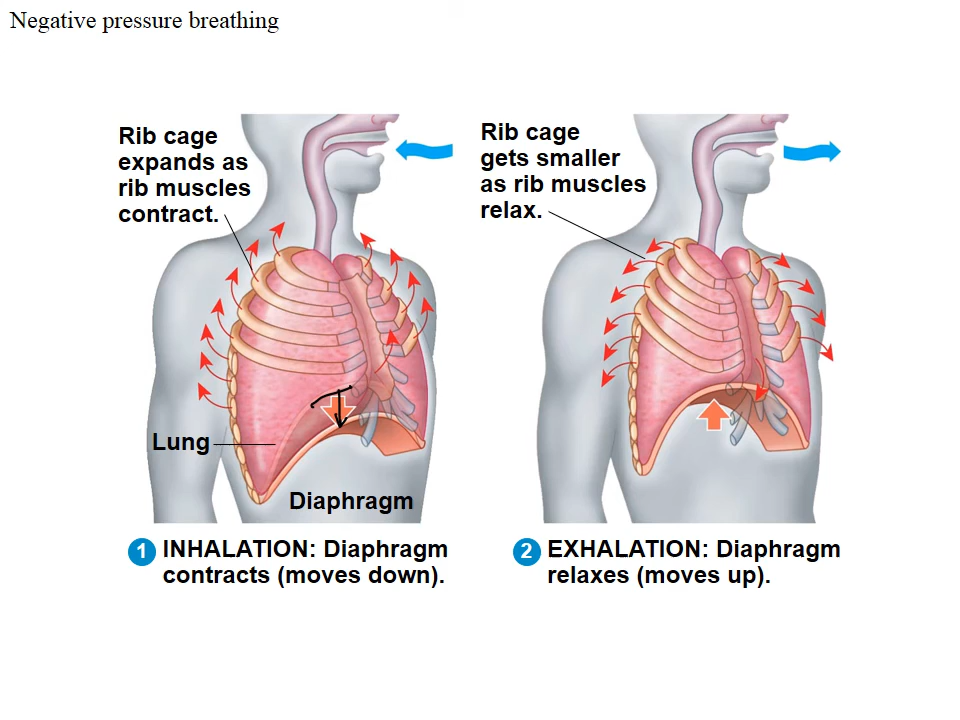 Negative pressure breathing
Rib cage
expands as
rib muscles
contract.
Rib cage
gets smaller
as rib muscles
relax.
Lung
Diaphragm
1 INHALATION: Diaphragm
contracts (moves down).
2 EXHALATION: Diaphragm
relaxes (moves up).